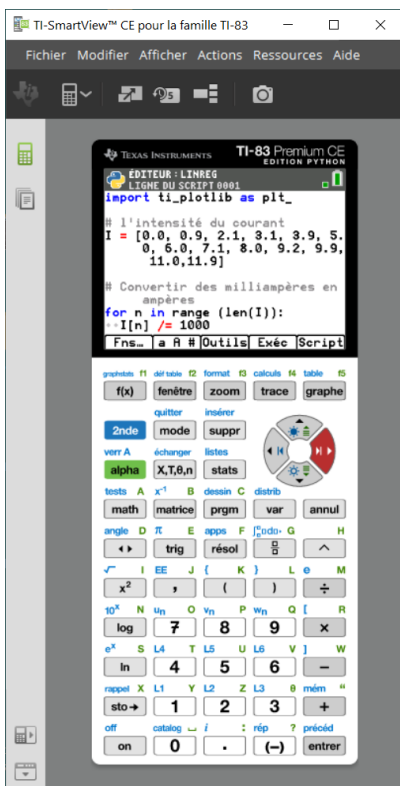 TI-SmartView™ CE pour la famille TI-83
Fichier Modifier Afficher Actions Ressources Aide
TEXAS INSTRUMENTS TI-83 Premium CE
EDITION PYTHON
ÉDITEUR : LINREG
LIGNE DU SCRIPT 0001
import ti_plotlib as plt_
# l'intensité du courant
I = [0.0, 0.9, 2.1, 3.1, 3.9, 5.
0, 6.0, 7.1, 8.0, 9.2, 9.9,
11.0,11.9]
# Convertir des milliampères en
ampères
for n in range (len(I)):
··I[n] /= 1000
Fns… a A # Outils Exéc Script
graphstats f1 déf table f2 format f3 calculs f4 table f5
f(x) fenêtre zoom trace graphe
quitter insérer
2nde mode suppr
verr A échanger listes
alpha X,T,θ,n stats
tests A x⁻¹ B dessin C distrib
math matrice prgm var annul
angle D π E apps F G H
trig résol ^
√ I EE J { K } L e M
x² , ( ) ÷
10ˣ N un O vn P wn Q [ R
log 7 8 9 ×
eˣ S L4 T L5 U L6 V ] W
ln 4 5 6 −
rappel X L1 Y L2 Z L3 θ mém "
sto→ 1 2 3 +
off catalog i : rép ? précéd
on 0 . (−) entrer